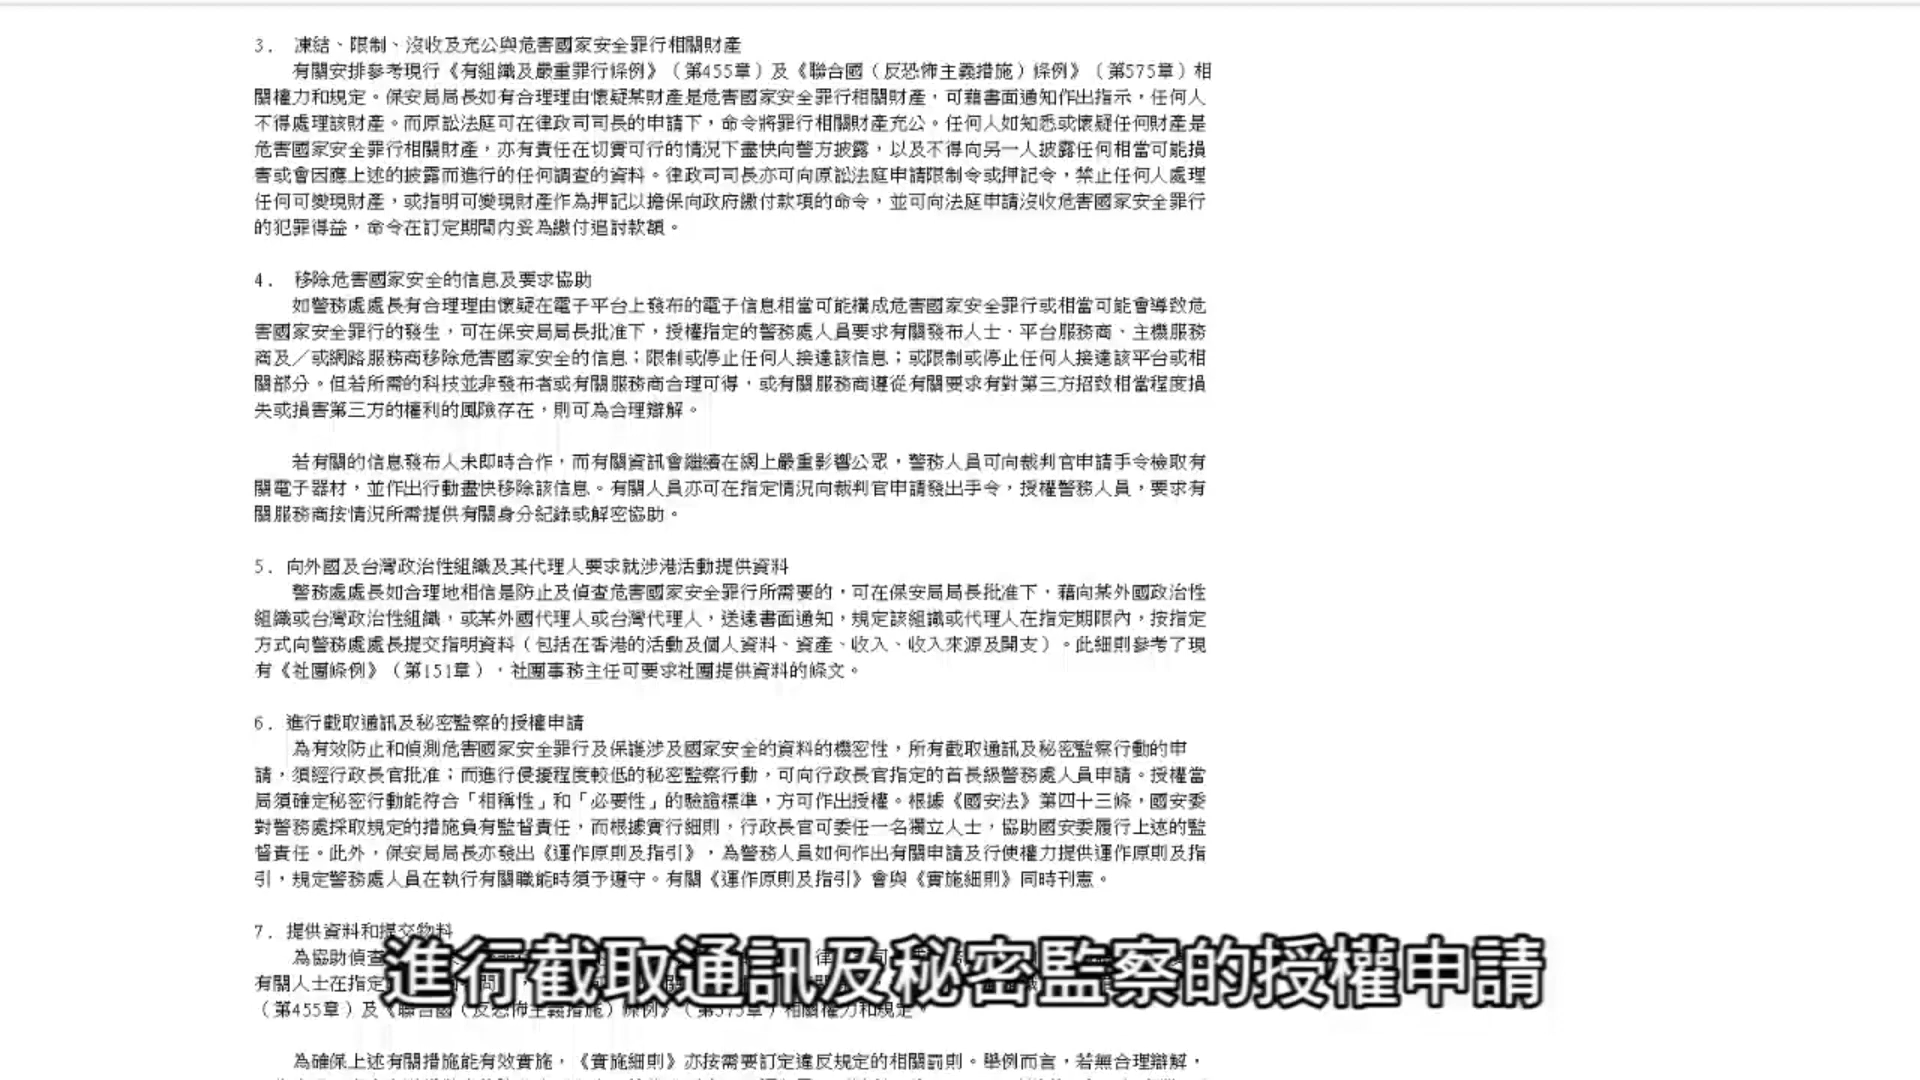 3. 凍結、限制、沒收及充公與危害國家安全罪行相關財產
有關安排參考現行《有組織及嚴重罪行條例》（第455章）及《聯合國（反恐怖主義措施）條例》（第575章）相
關權力和規定。保安局局長如有合理理由懷疑某財產是危害國家安全罪行相關財產，可藉書面通知作出指示，任何人
不得處理該財產。而原訟法庭可在律政司司長的申請下，命令將罪行相關財產充公。任何人如知悉或懷疑任何財產是
危害國家安全罪行相關財產，亦有責任在切實可行的情況下盡快向警方披露，以及不得向另一人披露任何相當可能損
害或會因應上述的披露而進行的任何調查的資料。律政司司長亦可向原訟法庭申請限制令或押記令，禁止任何人處理
任何可變現財產，或指明可變現財產作為押記以擔保向政府繳付款項的命令，並可向法庭申請沒收危害國家安全罪行
的犯罪得益，命令在訂定期間內妥為繳付追討款額。
4. 移除危害國家安全的信息及要求協助
如警務處處長有合理理由懷疑在電子平台上發布的電子信息相當可能構成危害國家安全罪行或相當可能會導致危
害國家安全罪行的發生，可在保安局局長批准下，授權指定的警務處人員要求有關發布人士、平台服務商、主機服務
商及／或網路服務商移除危害國家安全的信息；限制或停止任何人接達該信息；或限制或停止任何人接達該平台或相
關部分。但若所需的科技並非發布者或有關服務商合理可得，或有關服務商遵從有關要求有對第三方招致相當程度損
失或損害第三方的權利的風險存在，則可為合理辯解。
若有關的信息發布人未即時合作，而有關資訊會繼續在網上嚴重影響公眾，警務人員可向裁判官申請手令檢取有
關電子器材，並作出行動盡快移除該信息。有關人員亦可在指定情況向裁判官申請發出手令，授權警務人員，要求有
關服務商按情況所需提供有關身分紀錄或解密協助。
5. 向外國及台灣政治性組織及其代理人要求就涉港活動提供資料
警務處處長如合理地相信是防止及偵查危害國家安全罪行所需要的，可在保安局局長批准下，藉向某外國政治性
組織或台灣政治性組織，或某外國代理人或台灣代理人，送達書面通知，規定該組織或代理人在指定期限內，按指定
方式向警務處處長提交指明資料（包括在香港的活動及個人資料、資產、收入、收入來源及開支）。此細則參考了現
有《社團條例》（第151章），社團事務主任可要求社團提供資料的條文。
6. 進行截取通訊及秘密監察的授權申請
為有效防止和偵測危害國家安全罪行及保護涉及國家安全的資料的機密性，所有截取通訊及秘密監察行動的申
請，須經行政長官批准；而進行侵擾程度較低的秘密監察行動，可向行政長官指定的首長級警務處人員申請。授權當
局須確定秘密行動能符合「相稱性」和「必要性」的驗證標準，方可作出授權。根據《國安法》第四十三條，國安委
對警務處採取規定的措施負有監督責任，而根據實行細則，行政長官可委任一名獨立人士，協助國安委履行上述的監
督責任。此外，保安局局長亦發出《運作原則及指引》，為警務人員如何作出有關申請及行使權力提供運作原則及指
引，規定警務處人員在執行有關職能時須予遵守。有關《運作原則及指引》會與《實施細則》同時刊憲。
7. 提供資料和提交物料
為協助偵查
有關人士在指定
進行截取通訊及秘密監察的授權申請
（第455章）及《聯合國（反恐怖主義措施）條例》（第575章）相關權力和規定。
為確保上述有關措施能有效實施，《實施細則》亦按需要訂定違反規定的相關罰則。舉例而言，若無合理辯解，